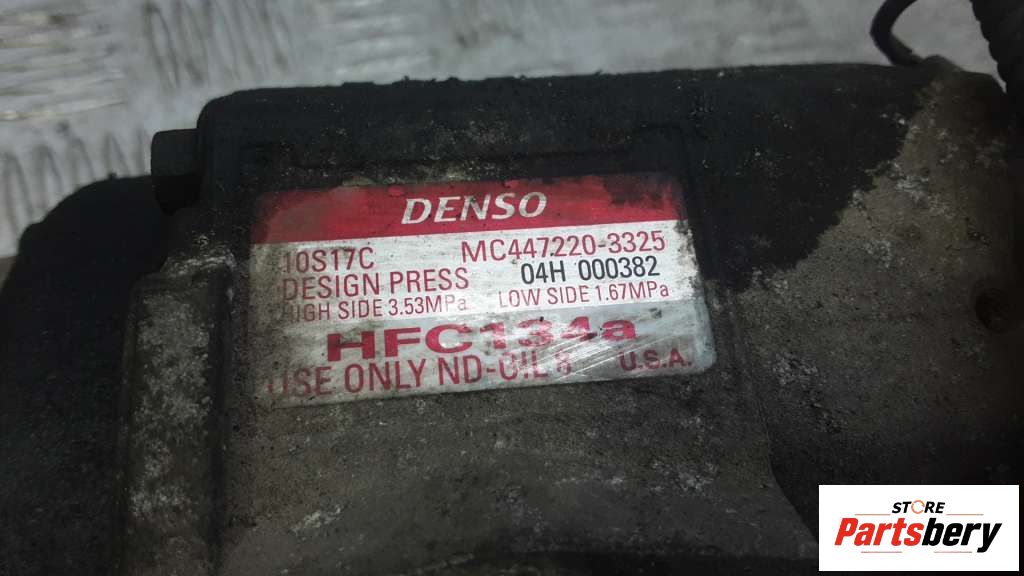 DENSO
10S17C MC447220-3325
DESIGN PRESS 04H 000382
HIGH SIDE 3.53MPa LOW SIDE 1.67MPa
HFC134a
USE ONLY ND-OIL 8 U.S.A.
STORE
Partsbery